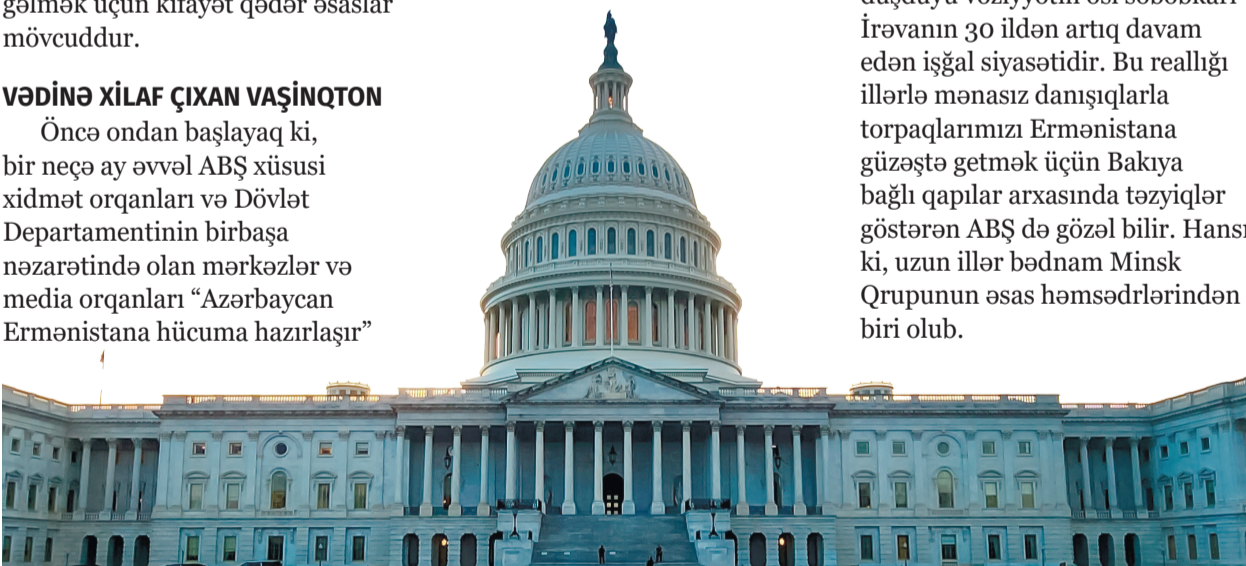 gəlmək üçün kifayət qədər əsaslar
mövcuddur.
VƏDİNƏ XİLAF ÇIXAN VAŞİNQTON
Öncə ondan başlayaq ki,
bir neçə ay əvvəl ABŞ xüsusi
xidmət orqanları və Dövlət
Departamentinin birbaşa
nəzarətində olan mərkəzlər və
media orqanları “Azərbaycan
Ermənistana hücuma hazırlaşır”
İrəvanın 30 ildən artıq davam
edən işğal siyasətidir. Bu reallığı
illərlə mənasız danışıqlarla
torpaqlarımızı Ermənistana
güzəştə getmək üçün Bakıya
bağlı qapılar arxasında təzyiqlər
göstərən ABŞ də gözəl bilir. Hansı
ki, uzun illər bədnam Minsk
Qrupunun əsas həmsədrlərindən
biri olub.